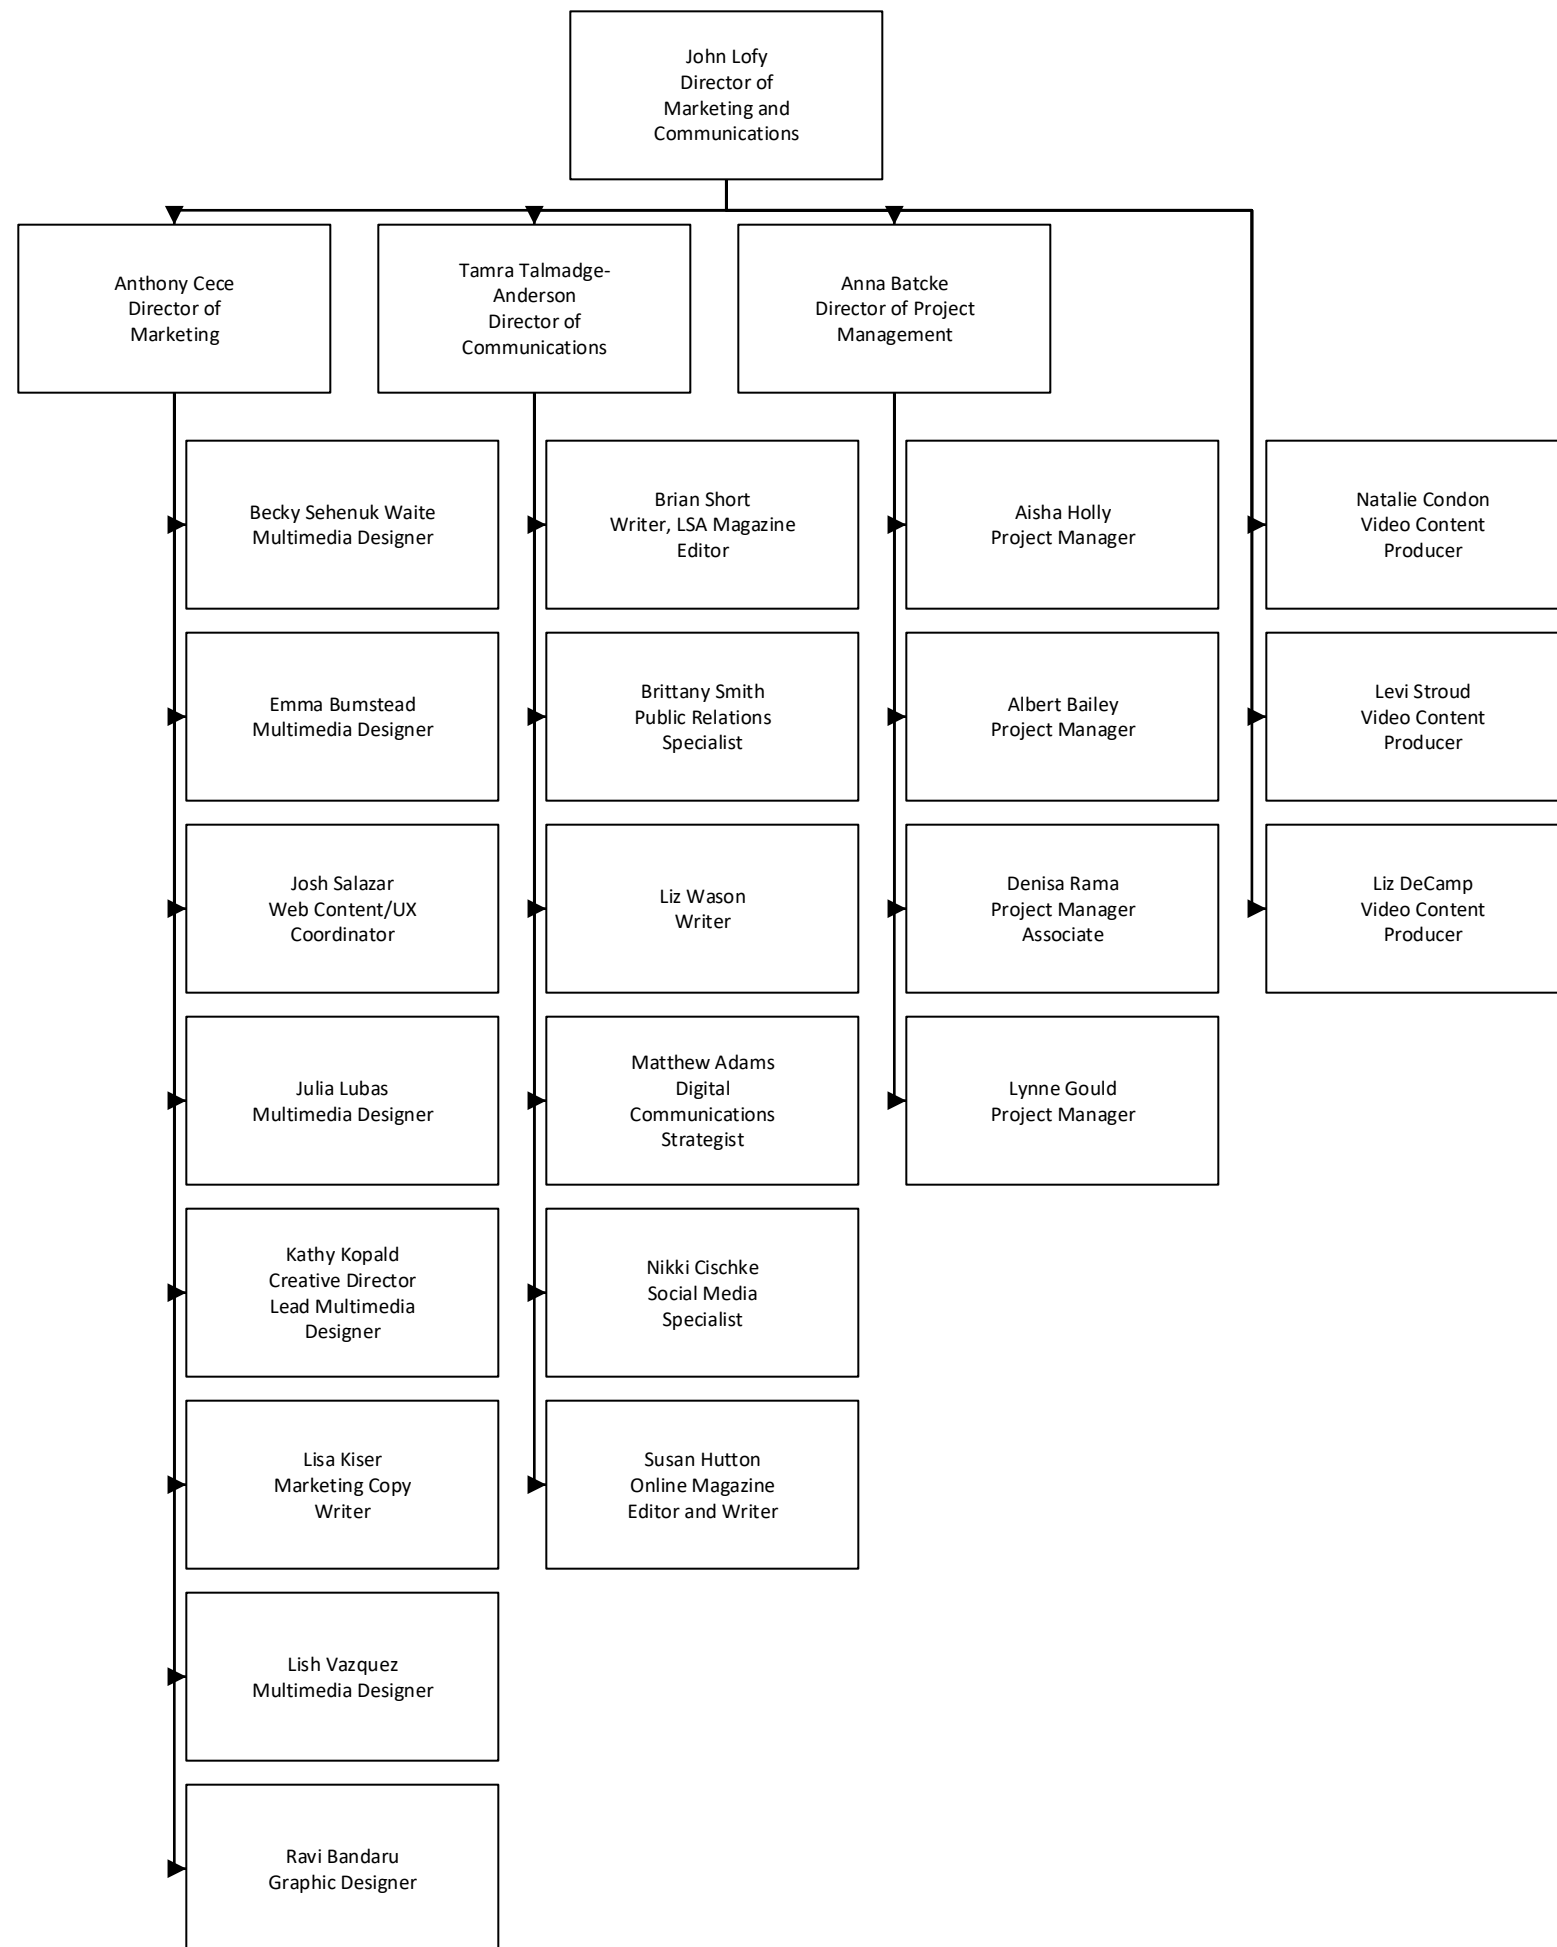 John Lofy
Director of
Marketing and
Communications
Anthony Cece
Director of
Marketing
Tamra Talmadge-
Anderson
Director of
Communications
Anna Batcke
Director of Project
Management
Becky Sehenuk Waite
Multimedia Designer
Emma Bumstead
Multimedia Designer
Josh Salazar
Web Content/UX
Coordinator
Julia Lubas
Multimedia Designer
Kathy Kopald
Creative Director
Lead Multimedia
Designer
Lisa Kiser
Marketing Copy
Writer
Lish Vazquez
Multimedia Designer
Ravi Bandaru
Graphic Designer
Brian Short
Writer, LSA Magazine
Editor
Brittany Smith
Public Relations
Specialist
Liz Wason
Writer
Matthew Adams
Digital
Communications
Strategist
Nikki Cischke
Social Media
Specialist
Susan Hutton
Online Magazine
Editor and Writer
Aisha Holly
Project Manager
Albert Bailey
Project Manager
Denisa Rama
Project Manager
Associate
Lynne Gould
Project Manager
Natalie Condon
Video Content
Producer
Levi Stroud
Video Content
Producer
Liz DeCamp
Video Content
Producer